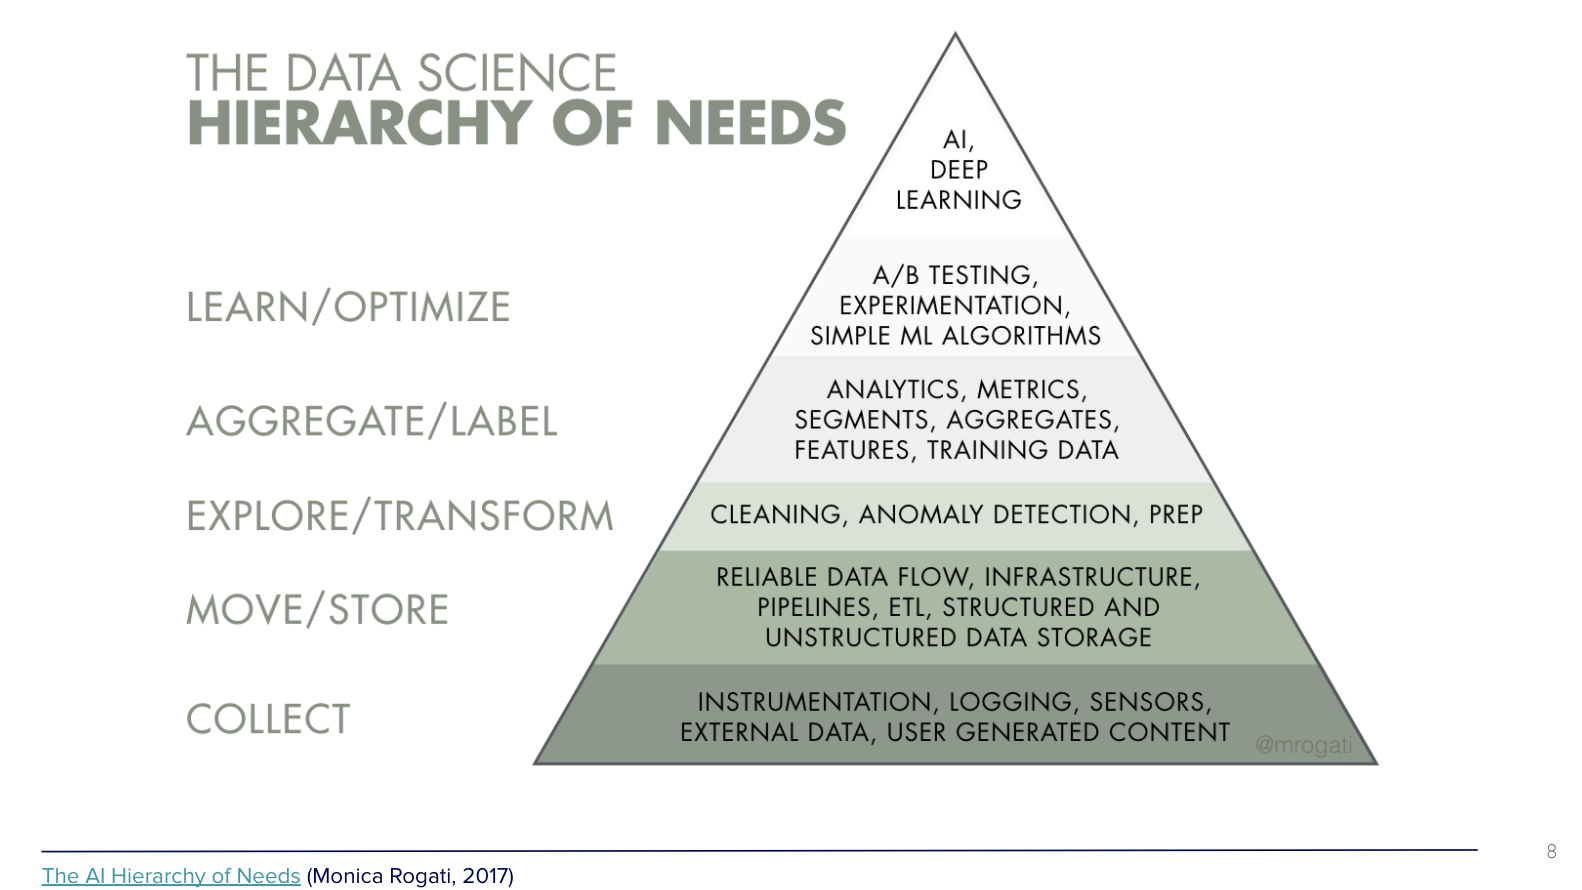 THE DATA SCIENCE
HIERARCHY OF NEEDS
AI,
DEEP
LEARNING
LEARN/OPTIMIZE
A/B TESTING,
EXPERIMENTATION,
SIMPLE ML ALGORITHMS
AGGREGATE/LABEL
ANALYTICS, METRICS,
SEGMENTS, AGGREGATES,
FEATURES, TRAINING DATA
EXPLORE/TRANSFORM
CLEANING, ANOMALY DETECTION, PREP
MOVE/STORE
RELIABLE DATA FLOW, INFRASTRUCTURE,
PIPELINES, ETL, STRUCTURED AND
UNSTRUCTURED DATA STORAGE
COLLECT
INSTRUMENTATION, LOGGING, SENSORS,
EXTERNAL DATA, USER GENERATED CONTENT
@mrogati
The AI Hierarchy of Needs (Monica Rogati, 2017)
8